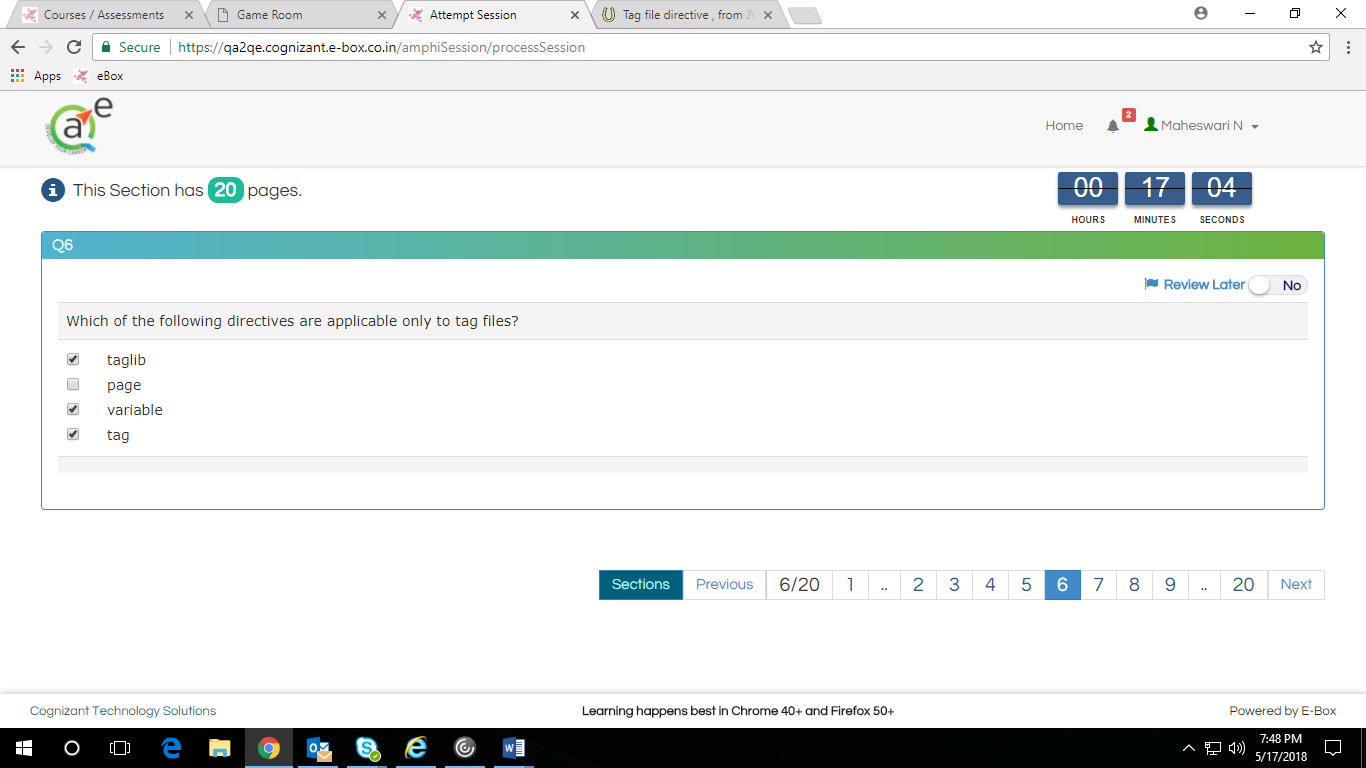 Courses / Assessments
Game Room
Attempt Session
Tag file directive , from J
Secure
https://qa2qe.cognizant.e-box.co.in/amphiSession/processSession
Apps
eBox
a e
Home
2
Maheswari N
This Section has 20 pages.
00 17 04
HOURS MINUTES SECONDS
Q6
Review Later No
Which of the following directives are applicable only to tag files?
taglib
page
variable
tag
Sections Previous 6/20 1 .. 2 3 4 5 6 7 8 9 .. 20 Next
Cognizant Technology Solutions
Learning happens best in Chrome 40+ and Firefox 50+
Powered by E-Box
7:48 PM
5/17/2018